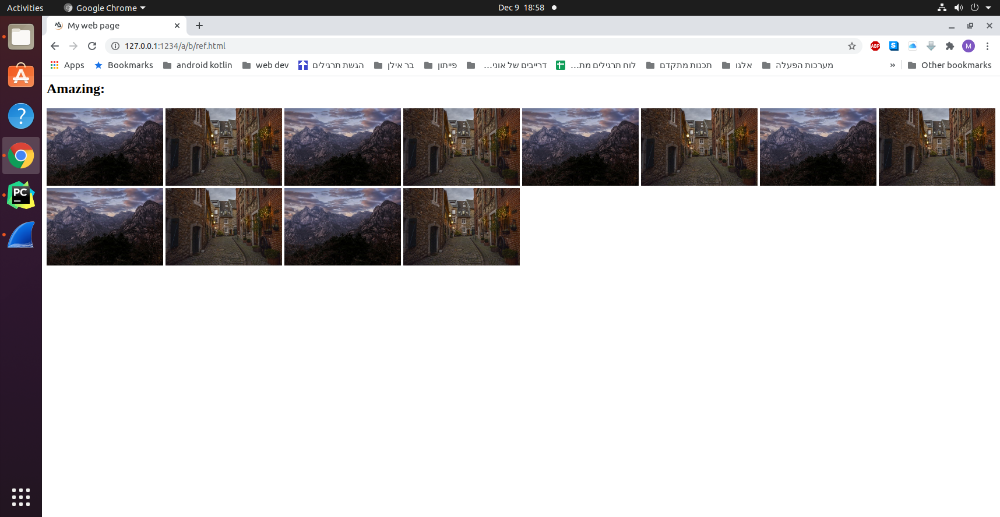 Activities Google Chrome Dec 9 18:58
My web page
127.0.0.1:1234/a/b/ref.html ABP S M
Apps Bookmarks android kotlin web dev הגשת תרגילים בר אילן פייתון דרייבים של אוני... לוח תרגילים מת... תכנות מתקדם אלגו מערכות הפעלה » Other bookmarks
Amazing:
?
PC